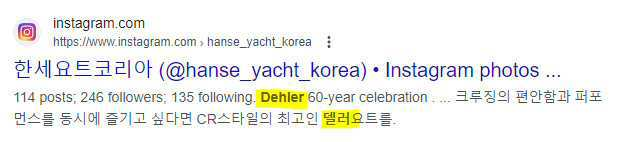 instagram.com
https://www.instagram.com › hanse_yacht_korea
한세요트코리아 (@hanse_yacht_korea) • Instagram photos ...
114 posts; 246 followers; 135 following. Dehler 60-year celebration . ... 크루징의 편안함과 퍼포
먼스를 동시에 즐기고 싶다면 CR스타일의 최고인 델러요트를.